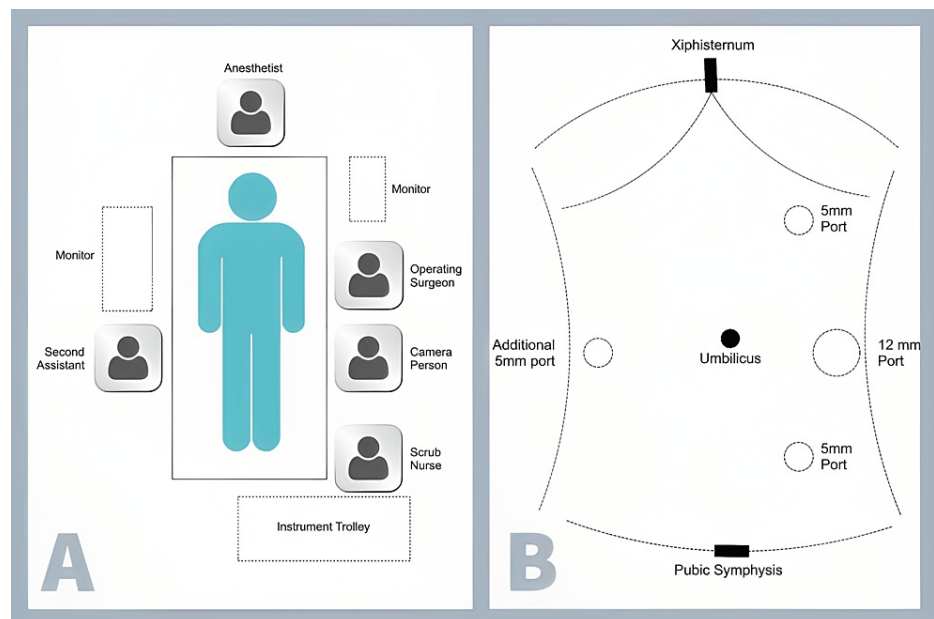 Anesthetist
Monitor
Monitor
Operating
Surgeon
Second
Assistant
Camera
Person
Scrub
Nurse
Instrument Trolley
A
Xiphisternum
5mm
Port
Additional
5mm port
Umbilicus
12 mm
Port
5mm
Port
Pubic Symphysis
B